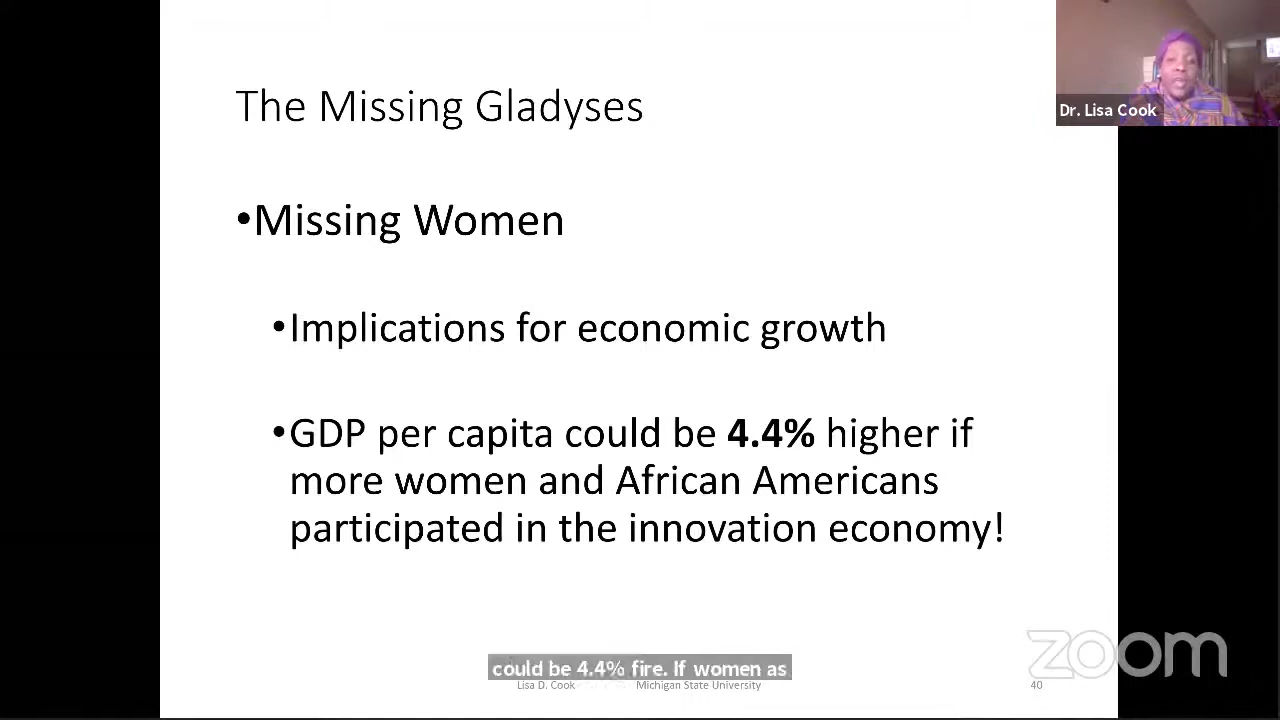 The Missing Gladyses
Dr. Lisa Cook
•Missing Women
•Implications for economic growth
•GDP per capita could be 4.4% higher if
more women and African Americans
participated in the innovation economy!
could be 4.4% fire. If women as
Lisa D. Cook Michigan State University 40
zoom